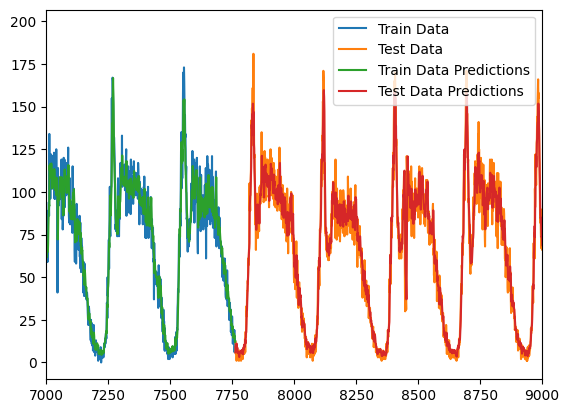 200
175
150
125
100
75
50
25
0
7000 7250 7500 7750 8000 8250 8500 8750 9000
Train Data
Test Data
Train Data Predictions
Test Data Predictions